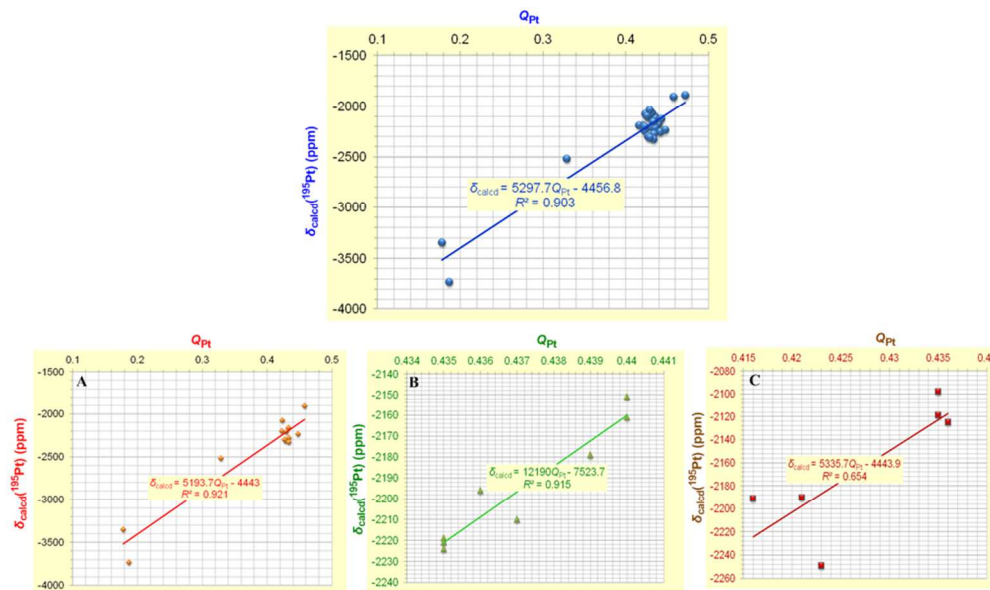 Q_Pt
0.1 0.2 0.3 0.4 0.5
-1500
-2000
-2500
-3000
-3500
-4000
δcalcd(195Pt) (ppm)
δcalcd = 5297.7QPt - 4456.8
R² = 0.903
QPt
0.1 0.2 0.3 0.4 0.5
A
-1500
-2000
-2500
-3000
-3500
-4000
δcalcd(195Pt) (ppm)
δcalcd = 5193.7QPt - 4443
R² = 0.921
QPt
0.434 0.435 0.436 0.437 0.438 0.439 0.44 0.441
B
-2140
-2150
-2160
-2170
-2180
-2190
-2200
-2210
-2220
-2230
-2240
δcalcd(195Pt) (ppm)
δcalcd = 12190QPt - 7523.7
R² = 0.915
QPt
0.415 0.42 0.425 0.43 0.435
C
-2080
-2100
-2120
-2140
-2160
-2180
-2200
-2220
-2240
-2260
δcalcd(195Pt) (ppm)
δcalcd = 5335.7QPt - 4443.9
R² = 0.654